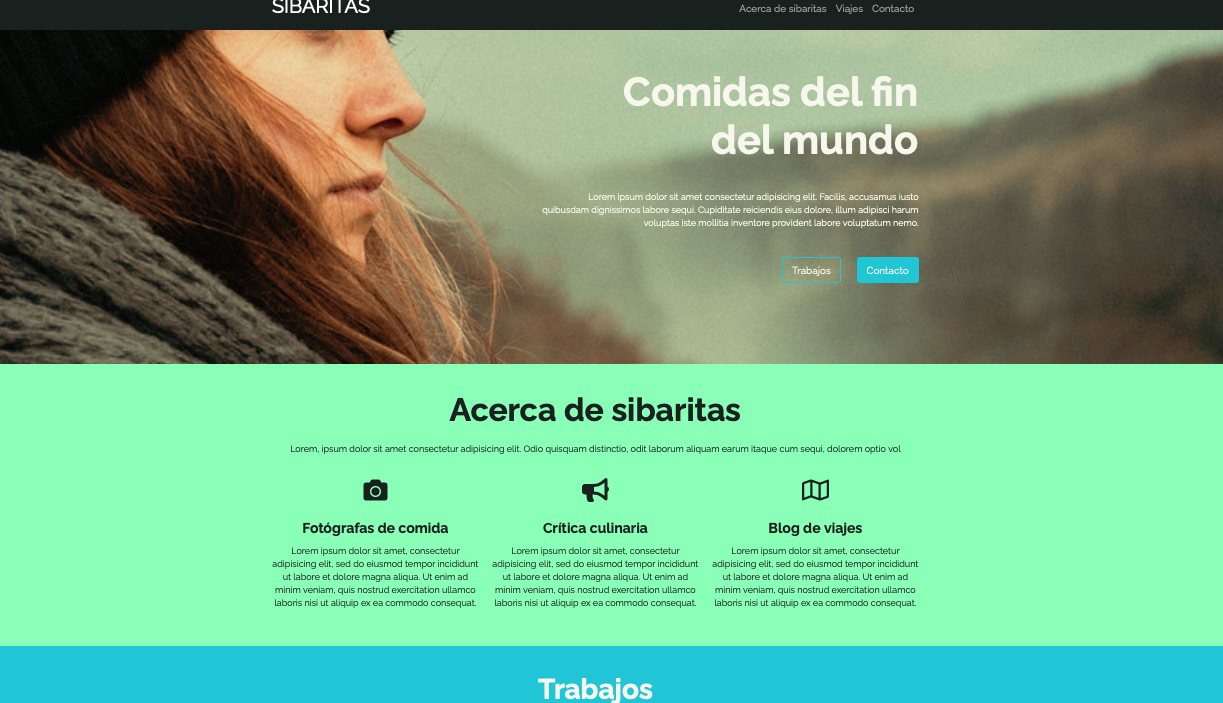 SIBARITAS
Acerca de sibaritas Viajes Contacto
Comidas del fin
del mundo
Lorem ipsum dolor sit amet consectetur adipisicing elit. Facilis, accusamus iusto
quibusdam dignissimos labore sequi. Cupiditate reiciendis eius dolore, illum adipisci harum
voluptas iste mollitia inventore provident labore voluptatum nemo.
Trabajos Contacto
Acerca de sibaritas
Lorem, ipsum dolor sit amet consectetur adipisicing elit. Odio quisquam distinctio, odit laborum aliquam earum itaque cum sequi, dolorem optio vol
Fotógrafas de comida
Lorem ipsum dolor sit amet, consectetur
adipisicing elit, sed do eiusmod tempor incididunt
ut labore et dolore magna aliqua. Ut enim ad
minim veniam, quis nostrud exercitation ullamco
laboris nisi ut aliquip ex ea commodo consequat.
Crítica culinaria
Lorem ipsum dolor sit amet, consectetur
adipisicing elit, sed do eiusmod tempor incididunt
ut labore et dolore magna aliqua. Ut enim ad
minim veniam, quis nostrud exercitation ullamco
laboris nisi ut aliquip ex ea commodo consequat.
Blog de viajes
Lorem ipsum dolor sit amet, consectetur
adipisicing elit, sed do eiusmod tempor incididunt
ut labore et dolore magna aliqua. Ut enim ad
minim veniam, quis nostrud exercitation ullamco
laboris nisi ut aliquip ex ea commodo consequat.
Trabajos